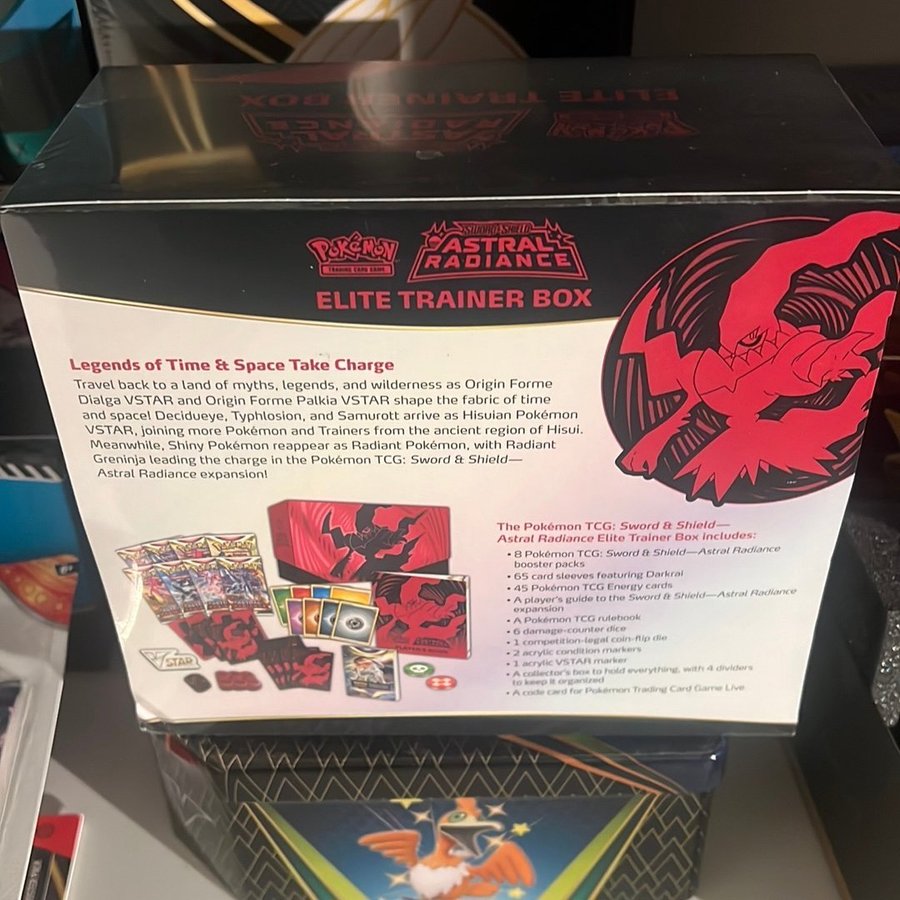 ELITE TRAINER BOX
ASTRAL
RADIANCE
POKéMON
TRADING CARD GAME
SWORD & SHIELD
ASTRAL
RADIANCE
ELITE TRAINER BOX
Legends of Time & Space Take Charge
Travel back to a land of myths, legends, and wilderness as Origin Forme
Dialga VSTAR and Origin Forme Palkia VSTAR shape the fabric of time
and space! Decidueye, Typhlosion, and Samurott arrive as Hisuian Pokémon
VSTAR, joining more Pokémon and Trainers from the ancient region of Hisui.
Meanwhile, Shiny Pokémon reappear as Radiant Pokémon, with Radiant
Greninja leading the charge in the Pokémon TCG: Sword & Shield—
Astral Radiance expansion!
The Pokémon TCG: Sword & Shield—
Astral Radiance Elite Trainer Box includes:
• 8 Pokémon TCG: Sword & Shield—Astral Radiance
booster packs
• 65 card sleeves featuring Darkrai
• 45 Pokémon TCG Energy cards
• A player's guide to the Sword & Shield—Astral Radiance
expansion
• A Pokémon TCG rulebook
• 6 damage-counter dice
• 1 competition-legal coin-flip die
• 2 acrylic condition markers
• 1 acrylic VSTAR marker
• A collector's box to hold everything, with 4 dividers
to keep it organized
• A code card for Pokémon Trading Card Game Live
STAR